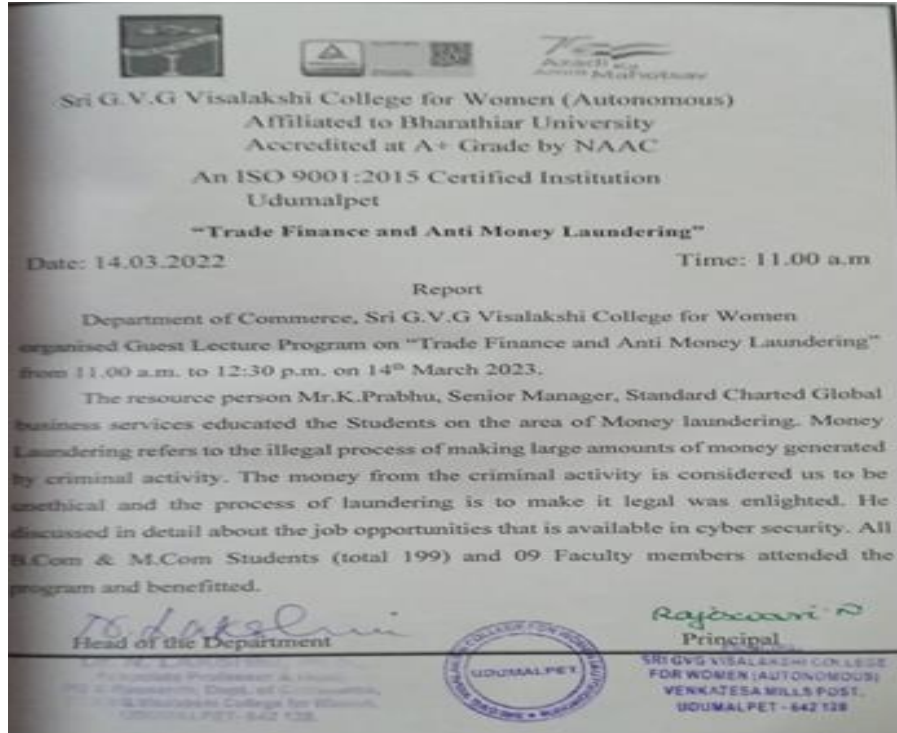 Azadi Ka
Amrit Mahotsav
Sri G.V.G Visalakshi College for Women (Autonomous)
Affiliated to Bharathiar University
Accredited at A+ Grade by NAAC
An ISO 9001:2015 Certified Institution
Udumalpet
“Trade Finance and Anti Money Laundering”
Date: 14.03.2022 Time: 11.00 a.m
Report
Department of Commerce, Sri G.V.G Visalakshi College for Women
organised Guest Lecture Program on “Trade Finance and Anti Money Laundering”
from 11.00 a.m. to 12:30 p.m. on 14th March 2023.
The resource person Mr.K.Prabhu, Senior Manager, Standard Charted Global
business services educated the Students on the area of Money laundering. Money
Laundering refers to the illegal process of making large amounts of money generated
by criminal activity. The money from the criminal activity is considered us to be
unethical and the process of laundering is to make it legal was enlighted. He
discussed in detail about the job opportunities that is available in cyber security. All
B.Com & M.Com Students (total 199) and 09 Faculty members attended the
program and benefitted.
Rajeswari N
Head of the Department Principal
UDUMALPET
SRI GVG VISALAKSHI COLLEGE
FOR WOMEN (AUTONOMOUS)
VENKATESA MILLS POST,
UDUMALPET - 642 128